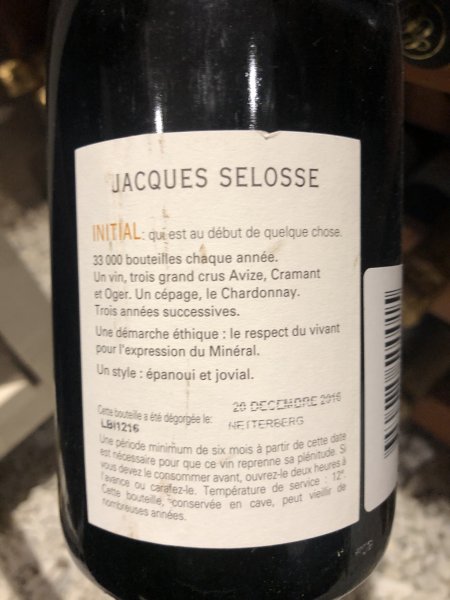 JACQUES SELOSSE
INITIAL: qui est au début de quelque chose.
33 000 bouteilles chaque année.
Un vin, trois grand crus Avize, Cramant
et Oger. Un cépage, le Chardonnay.
Trois années successives.
Une démarche éthique : le respect du vivant
pour l'expression du Minéral.
Un style : épanoui et jovial.
Cette bouteille a été dégorgée le: 20 DECEMBRE 2016
LBI1216 NETTERBERG
Une période minimum de six mois à partir de cette date
est nécessaire pour que ce vin reprenne sa plénitude. Si
vous devez le consommer avant, ouvrez-le deux heures à
l'avance ou carafez-le. Température de service : 12°.
Cette bouteille, conservée en cave, peut vieillir de
nombreuses années.